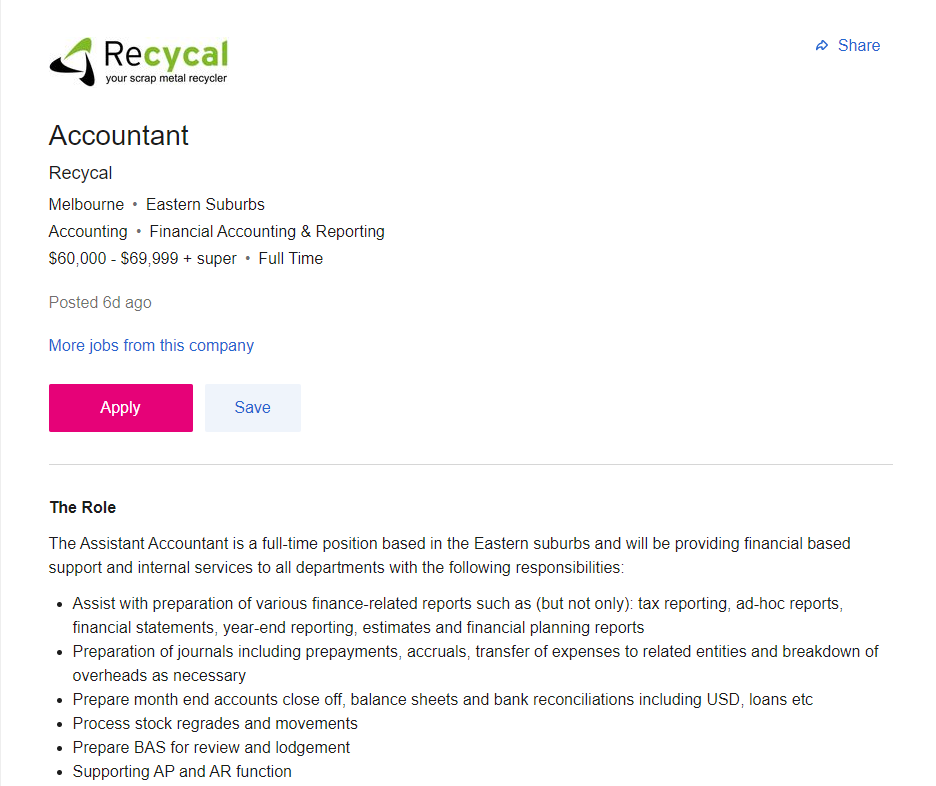 Recycal
your scrap metal recycler
Share
Accountant
Recycal
Melbourne • Eastern Suburbs
Accounting • Financial Accounting & Reporting
$60,000 - $69,999 + super • Full Time
Posted 6d ago
More jobs from this company
Apply Save
The Role
The Assistant Accountant is a full-time position based in the Eastern suburbs and will be providing financial based
support and internal services to all departments with the following responsibilities:
• Assist with preparation of various finance-related reports such as (but not only): tax reporting, ad-hoc reports,
financial statements, year-end reporting, estimates and financial planning reports
• Preparation of journals including prepayments, accruals, transfer of expenses to related entities and breakdown of
overheads as necessary
• Prepare month end accounts close off, balance sheets and bank reconciliations including USD, loans etc
• Process stock regrades and movements
• Prepare BAS for review and lodgement
• Supporting AP and AR function